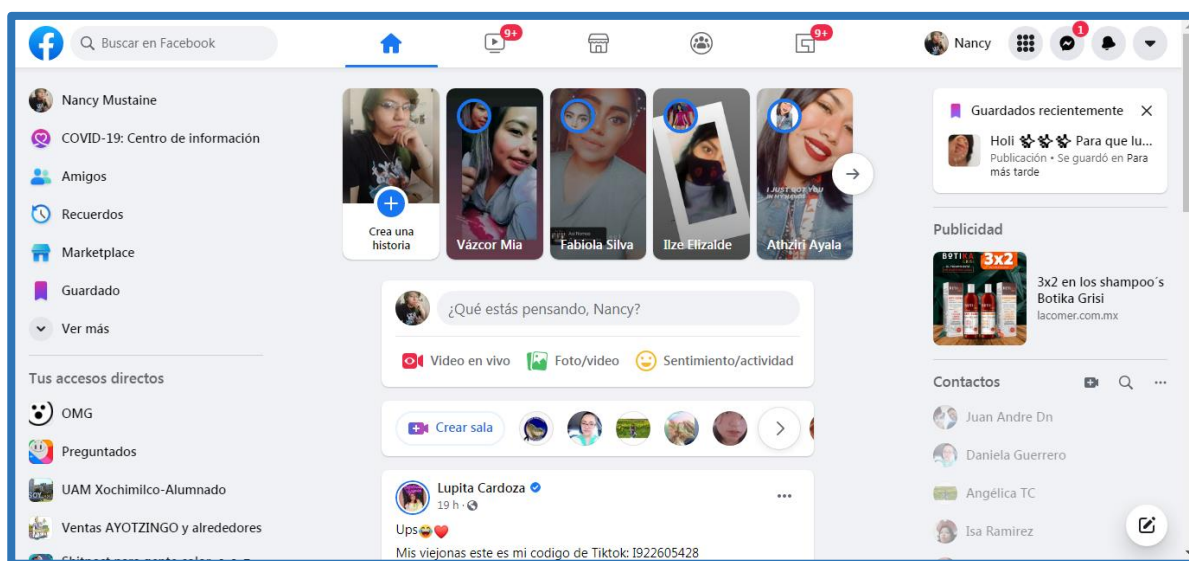 Buscar en Facebook
9+
9+
Nancy
1
Nancy Mustaine
COVID-19: Centro de información
Amigos
Recuerdos
Marketplace
Guardado
Ver más
Tus accesos directos
OMG
Preguntados
UAM Xochimilco-Alumnado
Ventas AYOTZINGO y alrededores
Crea una
historia
Vázcor Mia
Fabiola Silva
Ilze Elizalde
I JUST GOT YOU
Athziri Ayala
¿Qué estás pensando, Nancy?
Video en vivo
Foto/video
Sentimiento/actividad
Crear sala
Lupita Cardoza
19 h ·
Ups😂❤️
Mis viejonas este es mi codigo de Tiktok: I922605428
Guardados recientemente
Holi Para que lu...
Publicación • Se guardó en Para
más tarde
Publicidad
BOTIKA
3x2
3x2 en los shampoo´s
Botika Grisi
lacomer.com.mx
Contactos
Juan Andre Dn
Daniela Guerrero
Angélica TC
Isa Ramirez